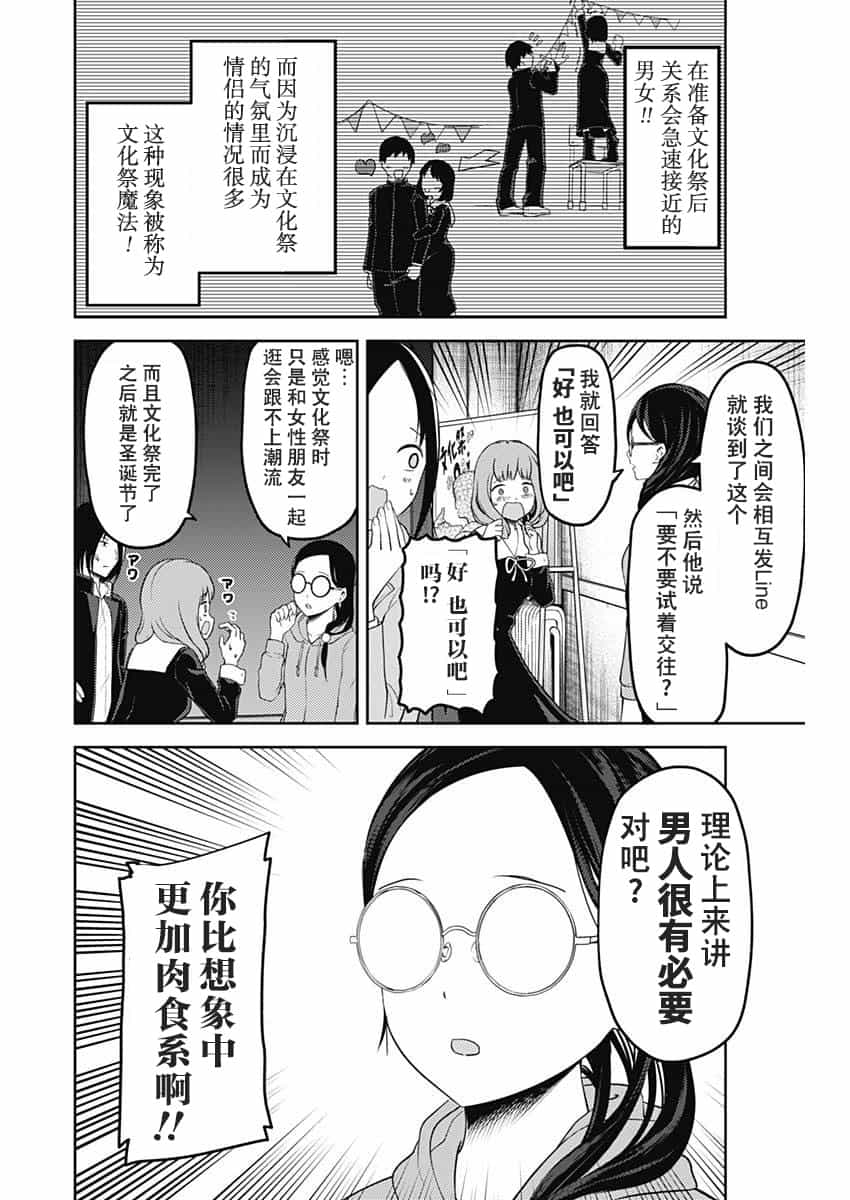 在准备文化祭后
关系会急速接近的
男女!!
而因为沉浸在文化祭
的气氛里而成为
情侣的情况很多
这种现象被称为
文化祭魔法！
我们之间会相互发Line
就谈到了这个
然后他说
「要不要试着交往？」
我就回答
「好 也可以吧」
文化祭
「好 也可以吧」
吗!?
嗯…
感觉文化祭时
只是和女性朋友一起
逛会跟不上潮流
而且文化祭完了
之后就是圣诞节了
アワ
アワ
理论上来讲
男人很有必要
对吧？
你比想象中
更加肉食系啊!!